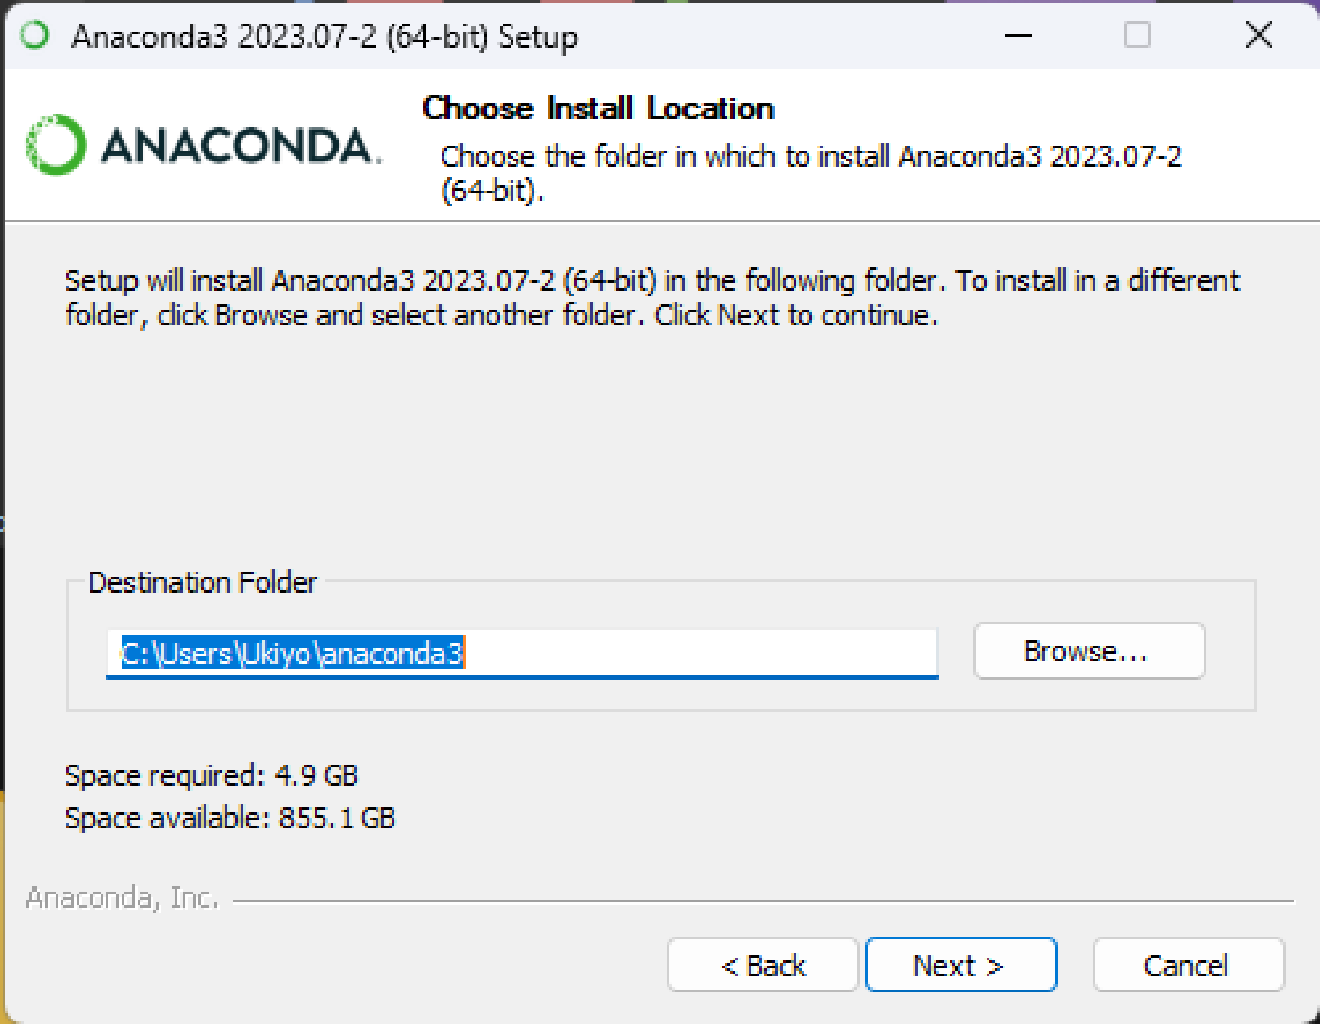 Anaconda3 2023.07-2 (64-bit) Setup
ANACONDA.
Choose Install Location
Choose the folder in which to install Anaconda3 2023.07-2
(64-bit).
Setup will install Anaconda3 2023.07-2 (64-bit) in the following folder. To install in a different
folder, click Browse and select another folder. Click Next to continue.
Destination Folder
C:\Users\Ukiyo\anaconda3
Browse...
Space required: 4.9 GB
Space available: 855.1 GB
Anaconda, Inc.
< Back
Next >
Cancel